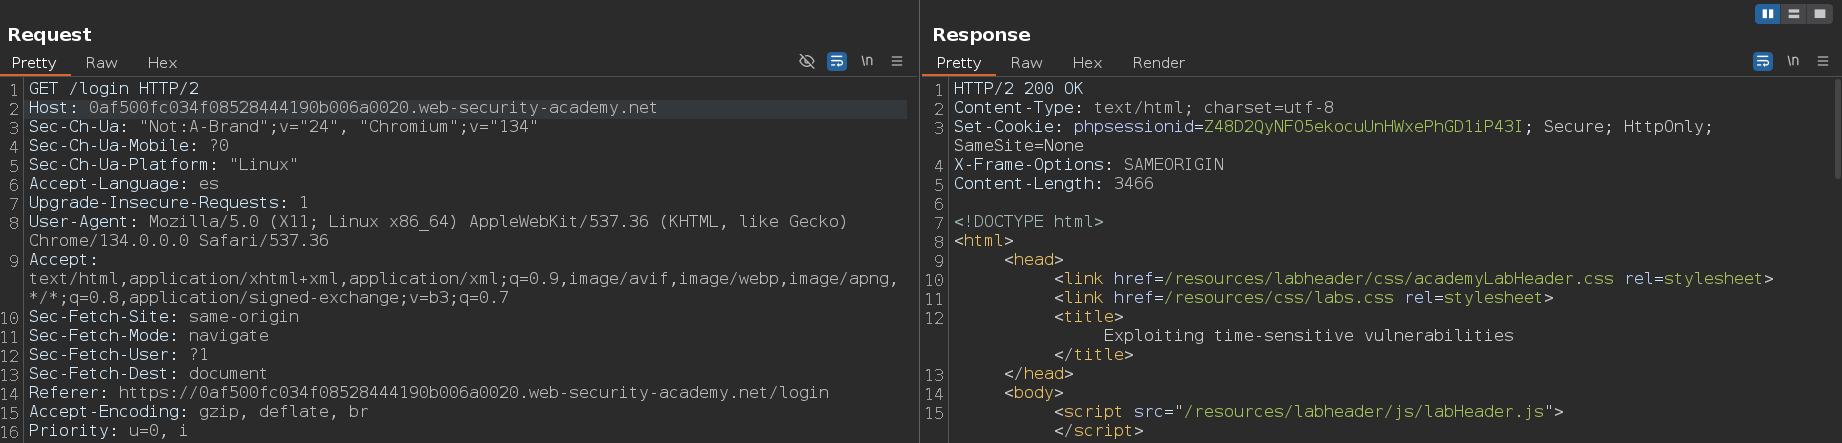 Request
Pretty Raw Hex
\n
1 GET /login HTTP/2
2 Host: 0af500fc034f08528444190b006a0020.web-security-academy.net
3 Sec-Ch-Ua: "Not:A-Brand";v="24", "Chromium";v="134"
4 Sec-Ch-Ua-Mobile: ?0
5 Sec-Ch-Ua-Platform: "Linux"
6 Accept-Language: es
7 Upgrade-Insecure-Requests: 1
8 User-Agent: Mozilla/5.0 (X11; Linux x86_64) AppleWebKit/537.36 (KHTML, like Gecko)
Chrome/134.0.0.0 Safari/537.36
9 Accept:
text/html,application/xhtml+xml,application/xml;q=0.9,image/avif,image/webp,image/apng,
*/*;q=0.8,application/signed-exchange;v=b3;q=0.7
10 Sec-Fetch-Site: same-origin
11 Sec-Fetch-Mode: navigate
12 Sec-Fetch-User: ?1
13 Sec-Fetch-Dest: document
14 Referer: https://0af500fc034f08528444190b006a0020.web-security-academy.net/login
15 Accept-Encoding: gzip, deflate, br
16 Priority: u=0, i
Response
Pretty Raw Hex Render
\n
1 HTTP/2 200 OK
2 Content-Type: text/html; charset=utf-8
3 Set-Cookie: phpsessionid=Z48D2QyNFO5ekocuUnHWxePhGD1iP43I; Secure; HttpOnly;
SameSite=None
4 X-Frame-Options: SAMEORIGIN
5 Content-Length: 3466
6
7 <!DOCTYPE html>
8 <html>
9 <head>
10 <link href=/resources/labheader/css/academyLabHeader.css rel=stylesheet>
11 <link href=/resources/css/labs.css rel=stylesheet>
12 <title>
Exploiting time-sensitive vulnerabilities
</title>
13 </head>
14 <body>
15 <script src="/resources/labheader/js/labHeader.js">
</script>